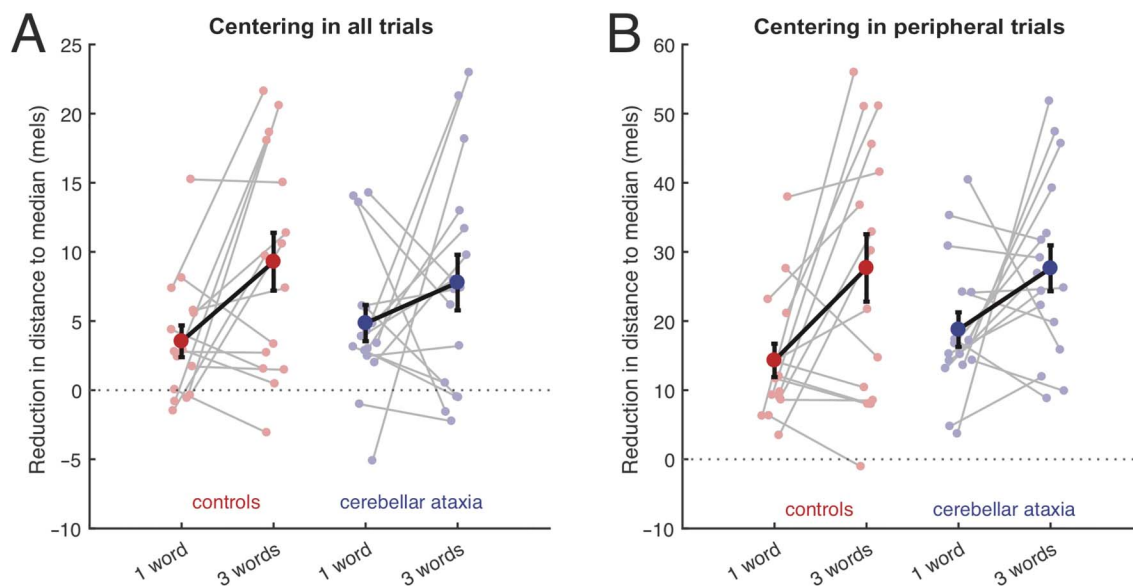 A
Centering in all trials
Reduction in distance to median (mels)
25
20
15
10
5
0
−5
−10
controls
cerebellar ataxia
1 word
3 words
1 word
3 words
B
Centering in peripheral trials
Reduction in distance to median (mels)
60
50
40
30
20
10
0
−10
controls
cerebellar ataxia
1 word
3 words
1 word
3 words